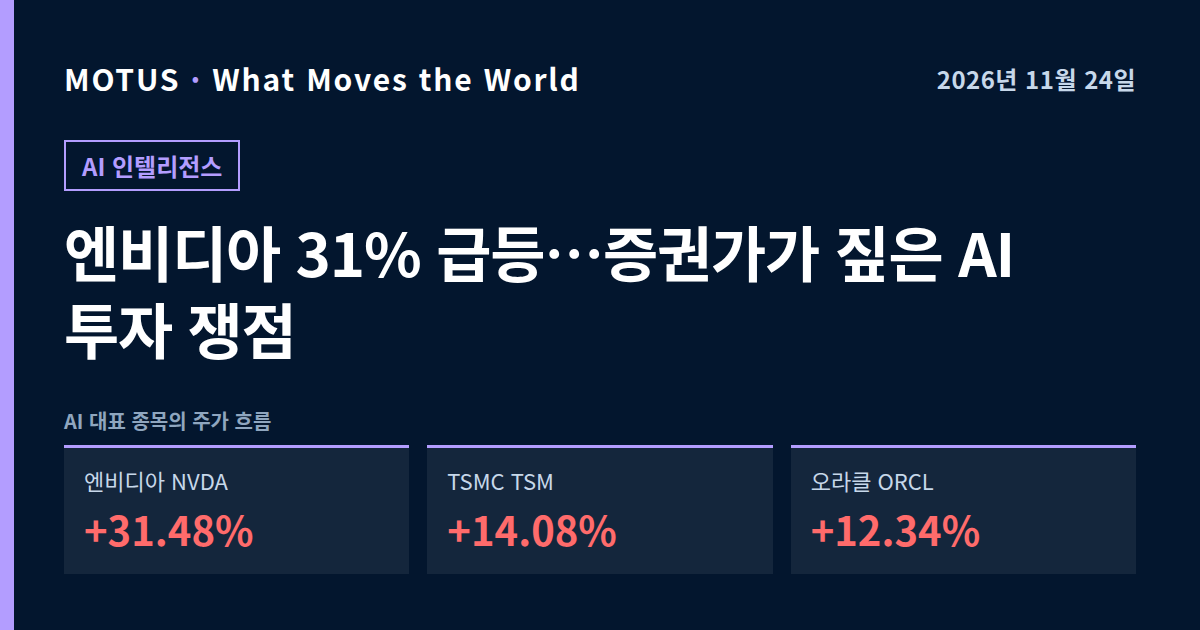 MOTUS · What Moves the World
2026년 11월 24일
AI 인텔리전스
엔비디아 31% 급등…증권가가 짚은 AI
투자 쟁점
AI 대표 종목의 주가 흐름
엔비디아 NVDA
+31.48%
TSMC TSM
+14.08%
오라클 ORCL
+12.34%